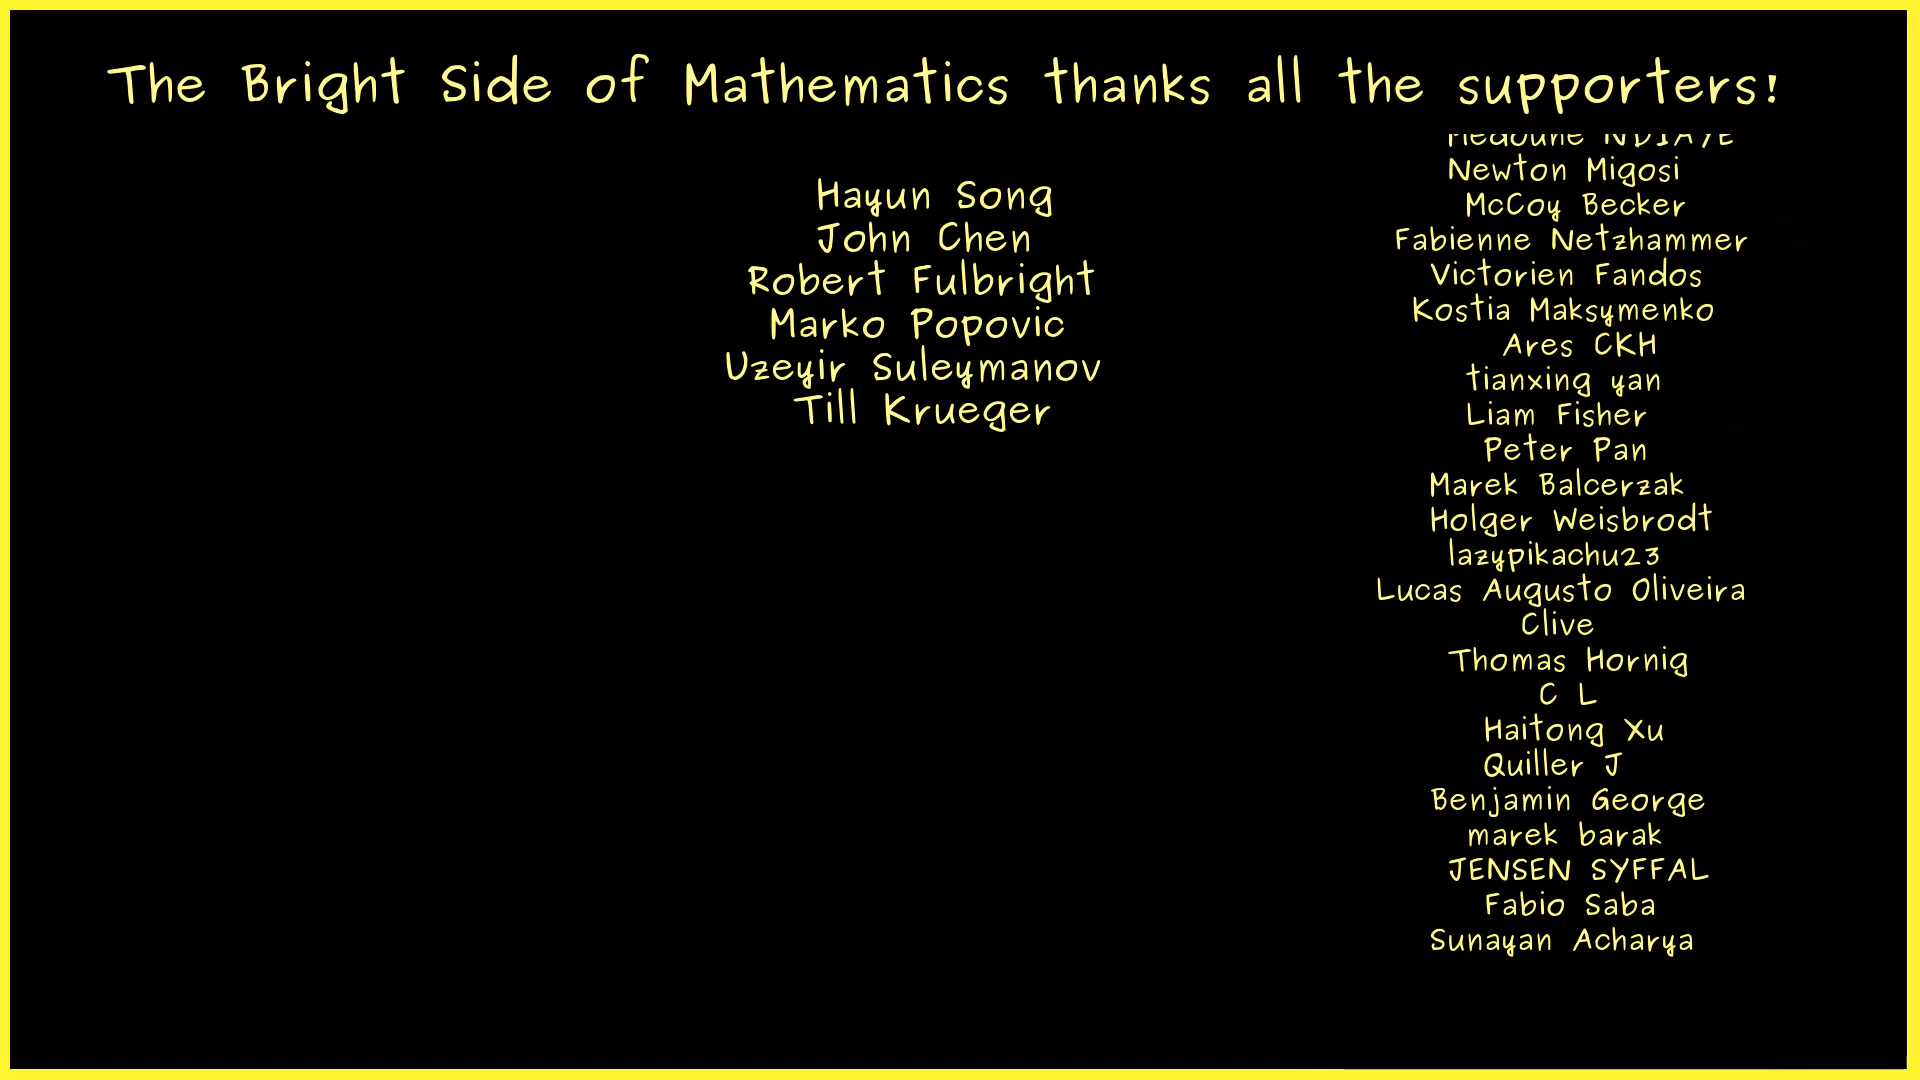 The Bright Side of Mathematics thanks all the supporters!
Hayun Song
John Chen
Robert Fulbright
Marko Popovic
Uzeyir Suleymanov
Till Krueger
Newton Migosi
McCoy Becker
Fabienne Netzhammer
Victorien Fandos
Kostia Maksymenko
Ares CKH
tianxing yan
Liam Fisher
Peter Pan
Marek Balcerzak
Holger Weisbrodt
lazypikachu23
Lucas Augusto Oliveira
Clive
Thomas Hornig
C L
Haitong Xu
Quiller J
Benjamin George
marek barak
JENSEN SYFFAL
Fabio Saba
Sunayan Acharya